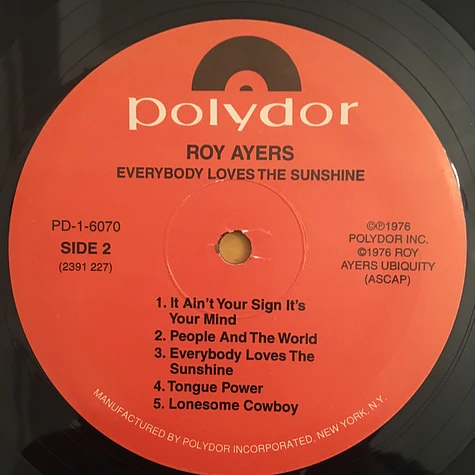 polydor
ROY AYERS
EVERYBODY LOVES THE SUNSHINE
PD-1-6070
SIDE 2
(2391 227)
©℗1976
POLYDOR INC.
©1976 ROY
AYERS UBIQUITY
(ASCAP)
1. It Ain't Your Sign It's
Your Mind
2. People And The World
3. Everybody Loves The
Sunshine
4. Tongue Power
5. Lonesome Cowboy
MANUFACTURED BY POLYDOR INCORPORATED, NEW YORK, N.Y.